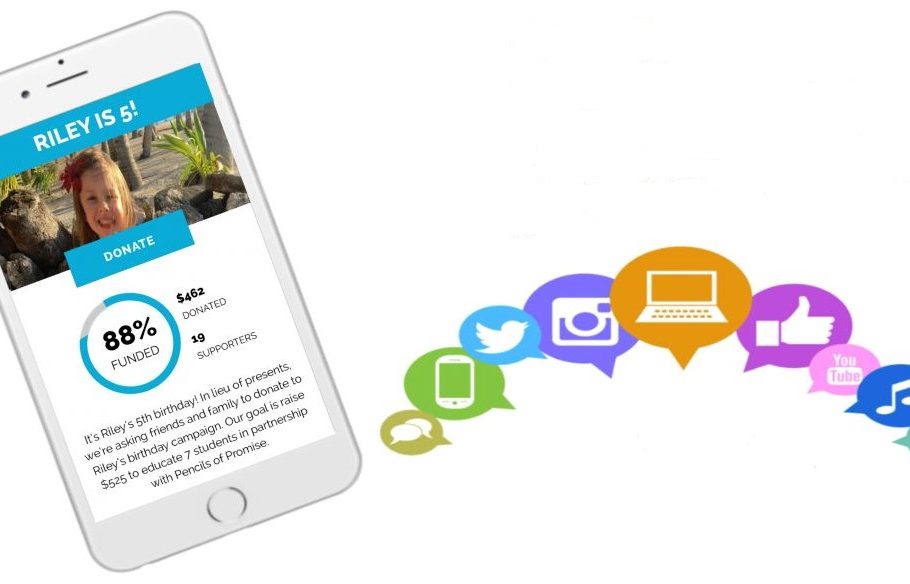 RILEY IS 5!
DONATE
88%
FUNDED
$462
DONATED
19
SUPPORTERS
It's Riley's 5th birthday! In lieu of presents,
we're asking friends and family to donate to
Riley's birthday campaign. Our goal is raise
$525 to educate 7 students in partnership
with Pencils of Promise.
You
Tube